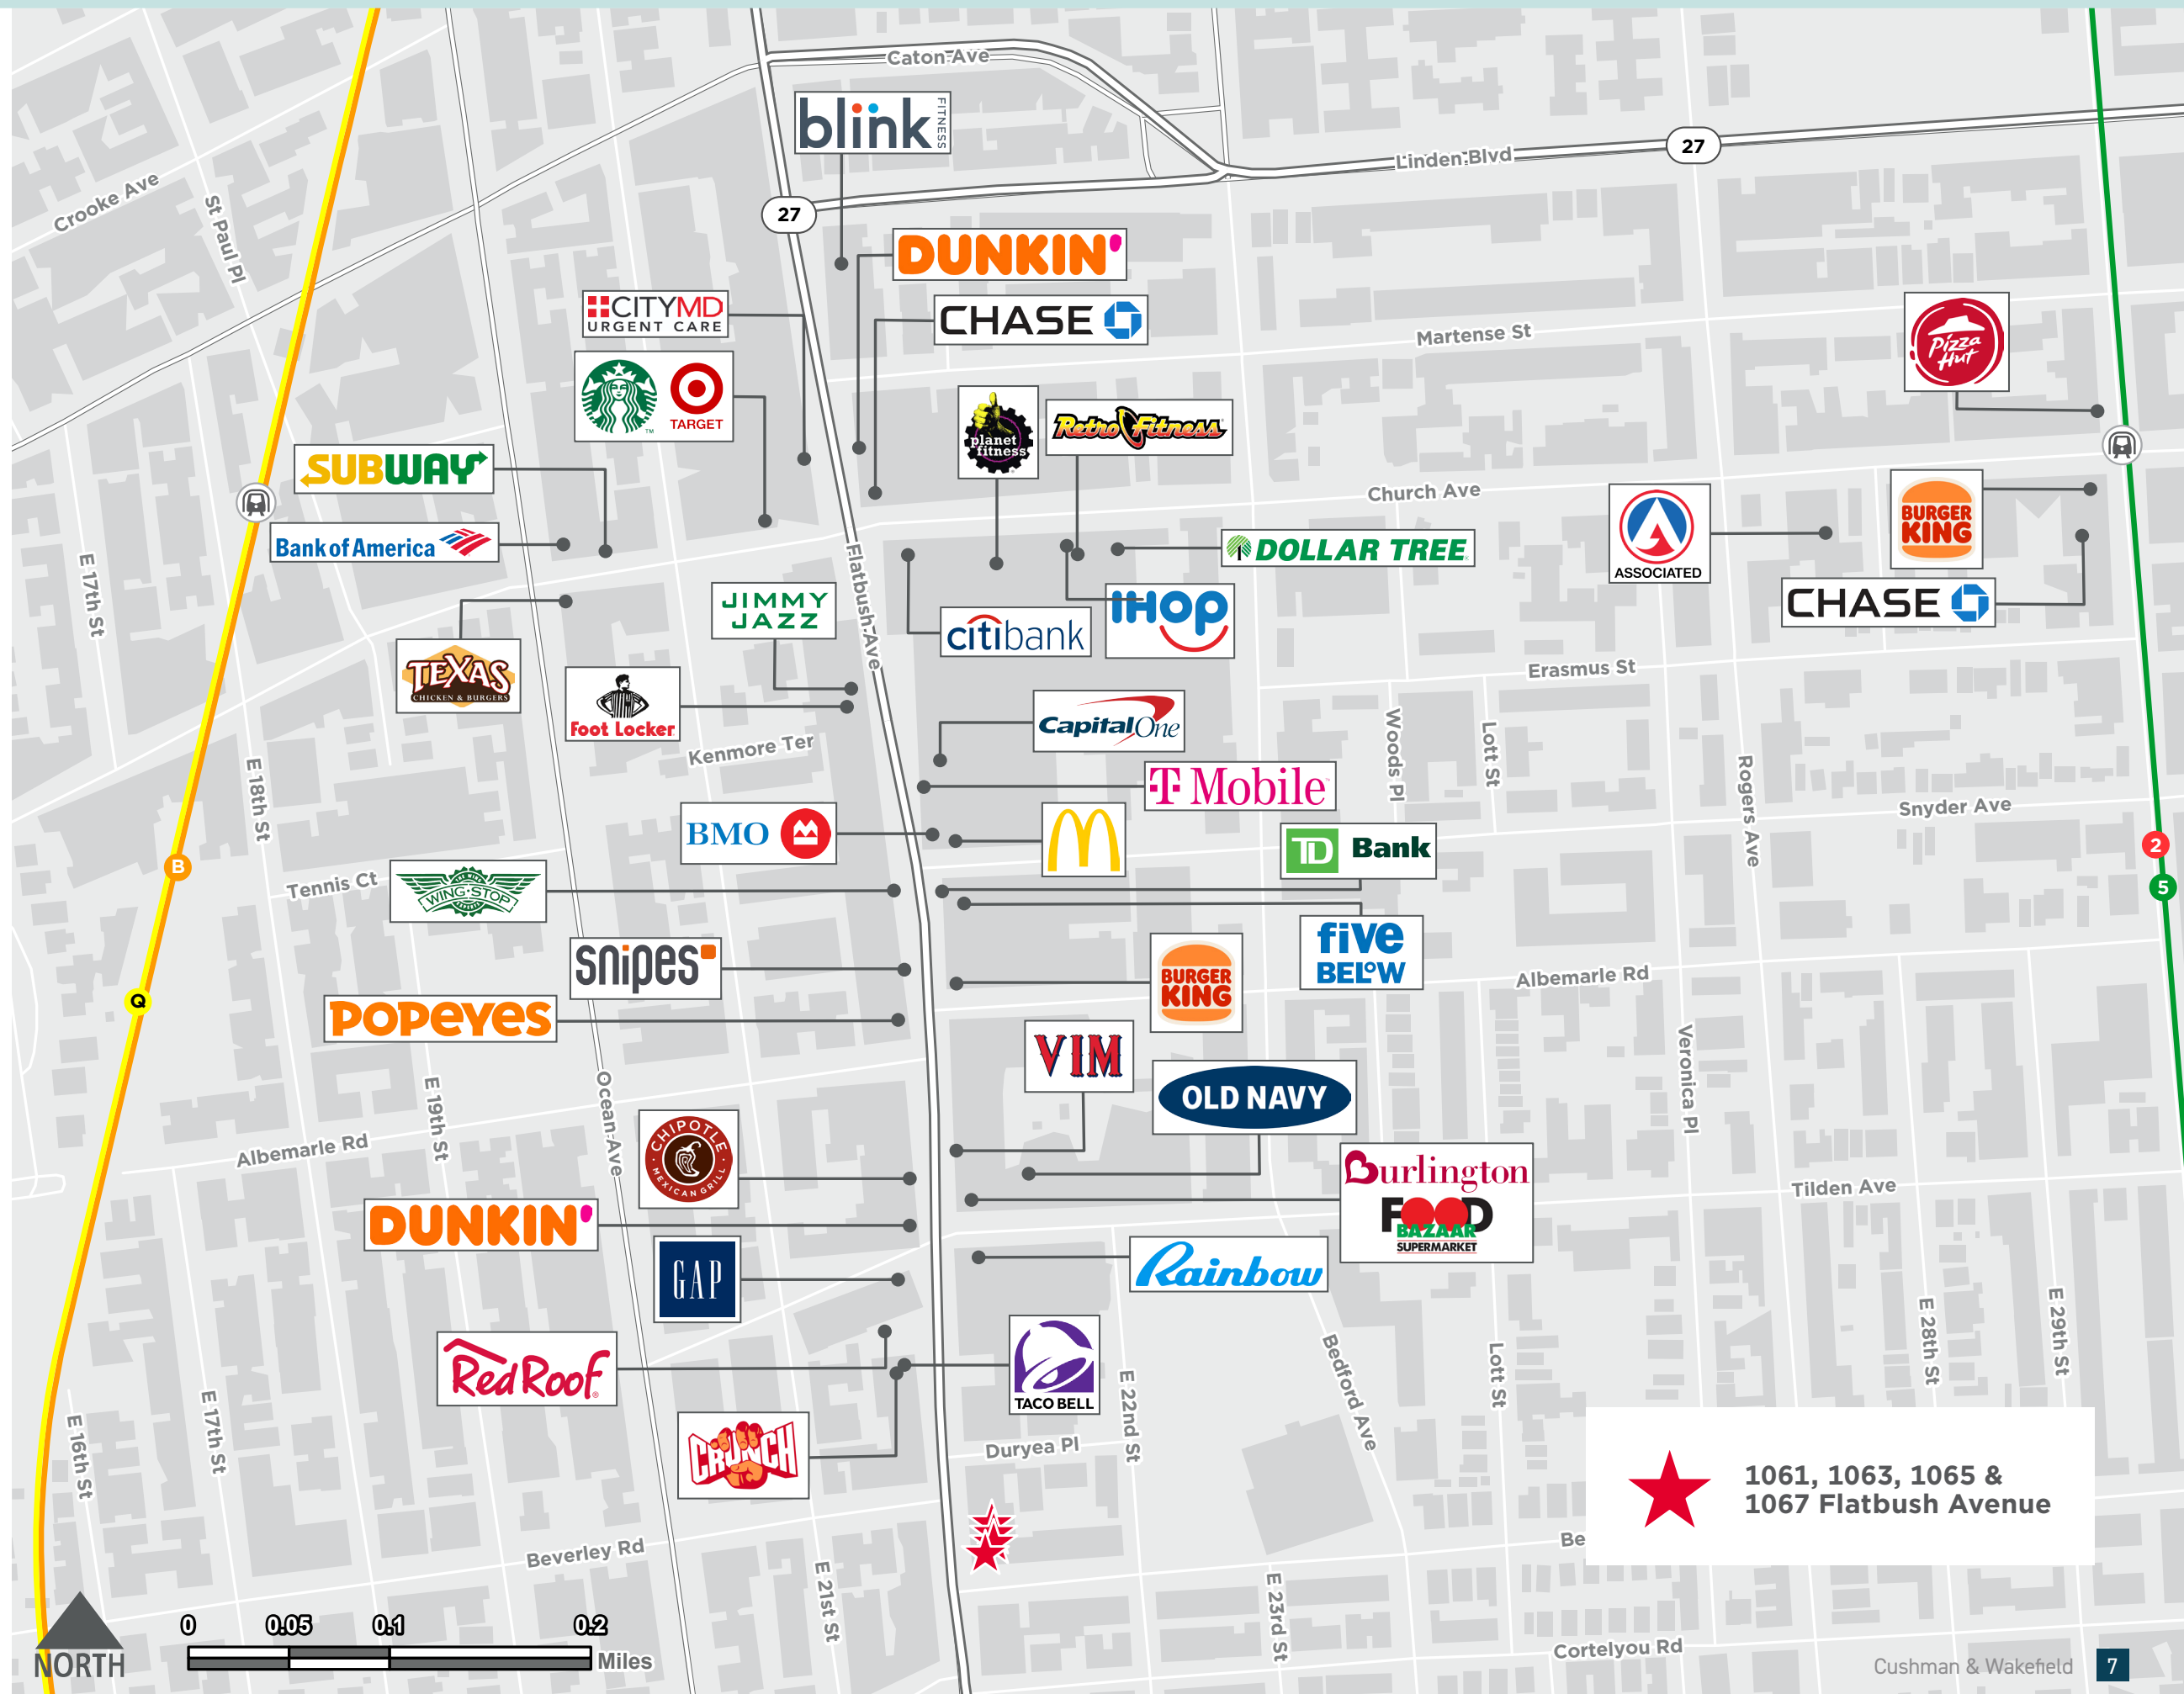 Caton Ave
blink FITNESS
Crooke Ave
St Paul Pl
27
Linden Blvd
27
DUNKIN'
CITYMD
URGENT CARE
CHASE
Martense St
Pizza
Hut
TARGET
planet
fitness
Retro Fitness
SUBWAY
Church Ave
Bank of America
DOLLAR TREE
ASSOCIATED
BURGER
KING
CHASE
E 17th St
Flatbush Ave
JIMMY
JAZZ
citibank
IHOP
Erasmus St
TEXAS
CHICKEN & BURGERS
Foot Locker
Kenmore Ter
Capital One
Woods Pl
Lott St
Rogers Ave
T Mobile
E 18th St
BMO
TD Bank
Snyder Ave
2
5
B
Tennis Ct
WING STOP
five
BELOW
snipes
BURGER
KING
Albemarle Rd
Q
POPEYES
VIM
Veronica Pl
OLD NAVY
E 19th St
Ocean Ave
Albemarle Rd
CHIPOTLE
MEXICAN GRILL
Burlington
FOOD
BAZAAR
SUPERMARKET
Tilden Ave
DUNKIN'
GAP
Rainbow
E 28th St
E 29th St
Red Roof
TACO BELL
E 22nd St
Bedford Ave
Lott St
E 16th St
E 17th St
CRUNCH
Duryea Pl
1061, 1063, 1065 &
1067 Flatbush Avenue
Beverley Rd
Be
E 21st St
E 23rd St
Cortelyou Rd
0 0.05 0.1 0.2
Miles
NORTH
Cushman & Wakefield 7